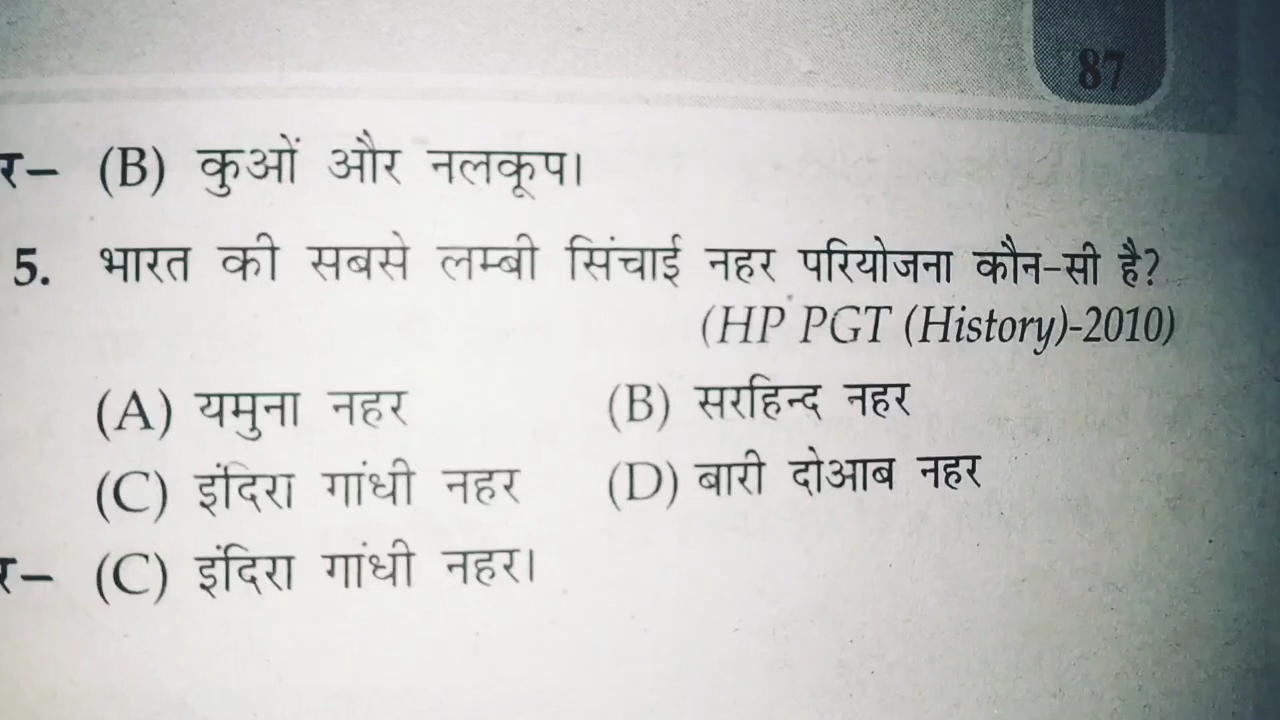 87
र– (B) कुओं और नलकूप।
5. भारत की सबसे लम्बी सिंचाई नहर परियोजना कौन-सी है?
(HP PGT (History)-2010)
(A) यमुना नहर (B) सरहिन्द नहर
(C) इंदिरा गांधी नहर (D) बारी दोआब नहर
र– (C) इंदिरा गांधी नहर।